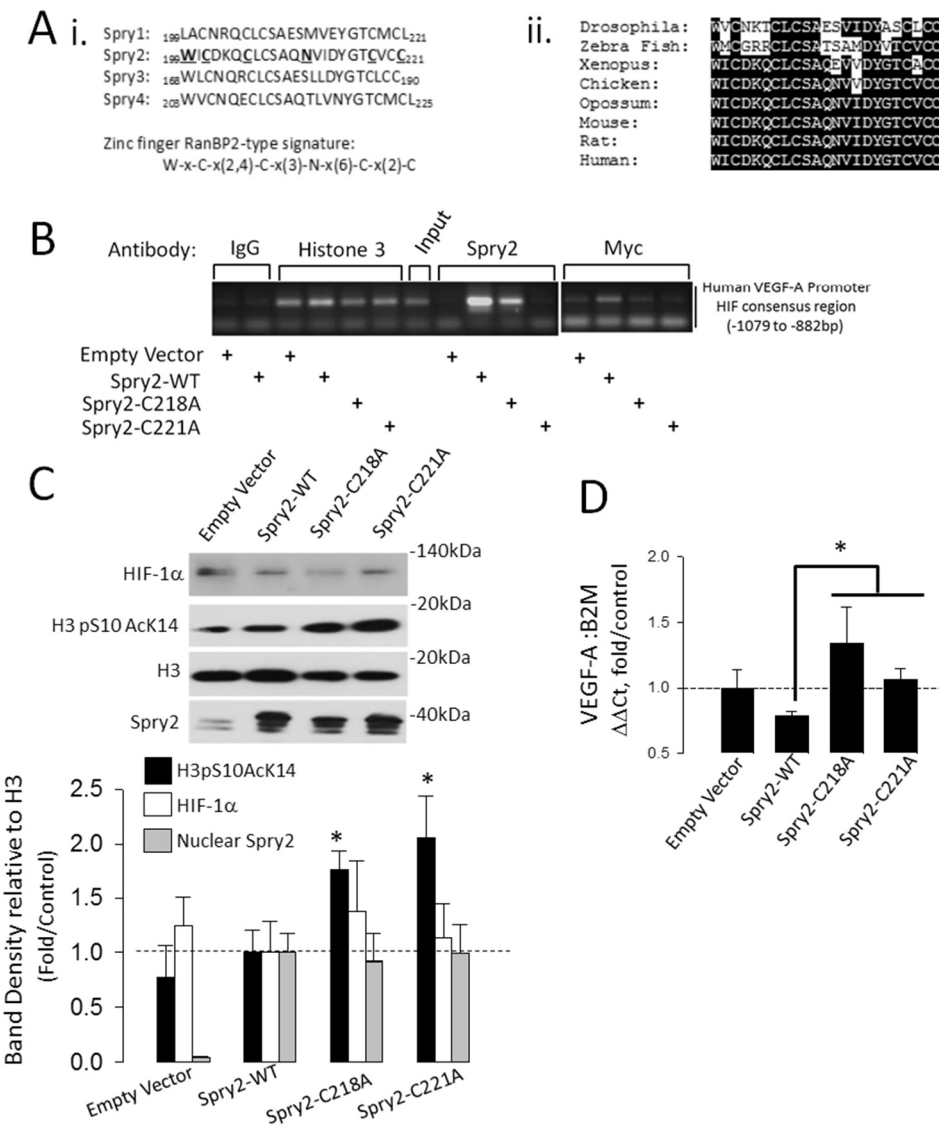 A i.
Spry1: 199LACNRQCLCSAESMVEYGTCMCL221
Spry2: 199WICDKQCLCSAQNVIDYGTCVCC221
Spry3: 168WLCNQRCLCSAESLLDYGTCLCC190
Spry4: 203WVCNQECLCSAQTLVNYGTCMCL225
Zinc finger RanBP2-type signature:
W-x-C-x(2,4)-C-x(3)-N-x(6)-C-x(2)-C
ii.
Drosophila: WVCNKTCLCSAESVIDYASCLCC
Zebra Fish: WMCGRRCLCSATSAMDYVTCVCC
Xenopus: WICDKQCLCSAQEVVDYGTCACC
Chicken: WICDKQCLCSAQNVVDYGTCVCC
Opossum: WICDKQCLCSAQNVIDYGTCVCC
Mouse: WICDKQCLCSAQNVIDYGTCVCC
Rat: WICDKQCLCSAQNVIDYGTCVCC
Human: WICDKQCLCSAQNVIDYGTCVCC
B
Antibody: IgG Histone 3 Input Spry2 Myc
Human VEGF-A Promoter
HIF consensus region
(-1079 to -882bp)
Empty Vector + + + +
Spry2-WT + + + +
Spry2-C218A + + +
Spry2-C221A + + +
C
Empty Vector Spry2-WT Spry2-C218A Spry2-C221A
HIF-1α -140kDa
H3 pS10 AcK14 -20kDa
H3 -20kDa
Spry2 -40kDa
H3pS10AcK14
HIF-1α
Nuclear Spry2
Band Density relative to H3
(Fold/Control)
2.5
2.0
1.5
1.0
0.5
0.0
* *
Empty Vector Spry2-WT Spry2-C218A Spry2-C221A
D
VEGF-A :B2M
ΔΔCt, fold/control
2.0
1.5
1.0
0.5
*
Empty Vector Spry2-WT Spry2-C218A Spry2-C221A